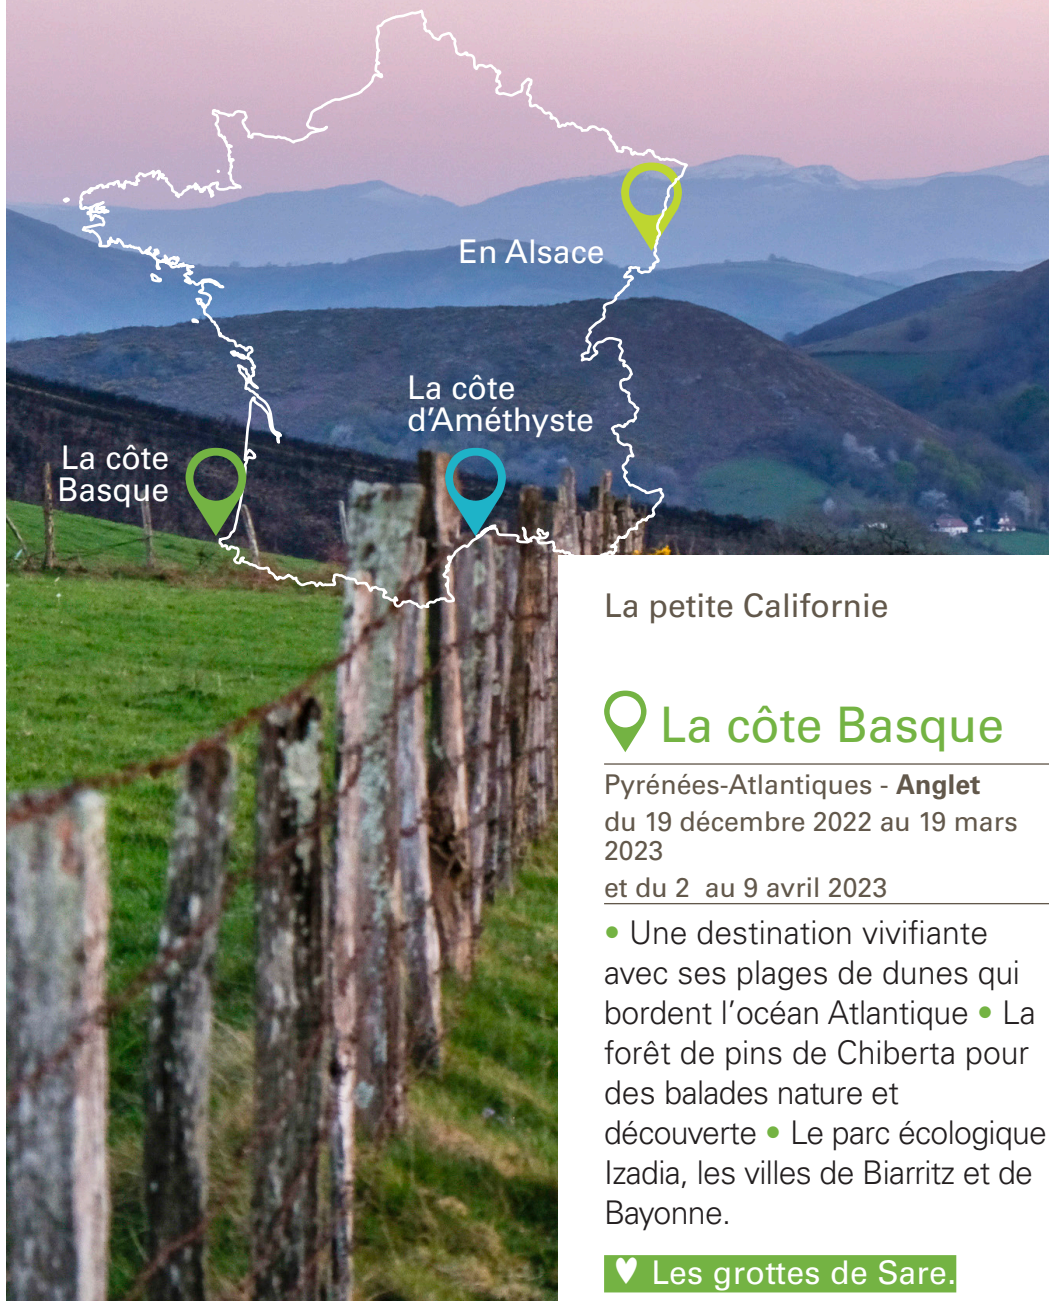 En Alsace
La côte
d'Améthyste
La côte
Basque
La petite Californie
La côte Basque
Pyrénées-Atlantiques - Anglet
du 19 décembre 2022 au 19 mars
2023
et du 2  au 9 avril 2023
• Une destination vivifiante
avec ses plages de dunes qui
bordent l'océan Atlantique • La
forêt de pins de Chiberta pour
des balades nature et
découverte • Le parc écologique
Izadia, les villes de Biarritz et de
Bayonne.
♥ Les grottes de Sare.